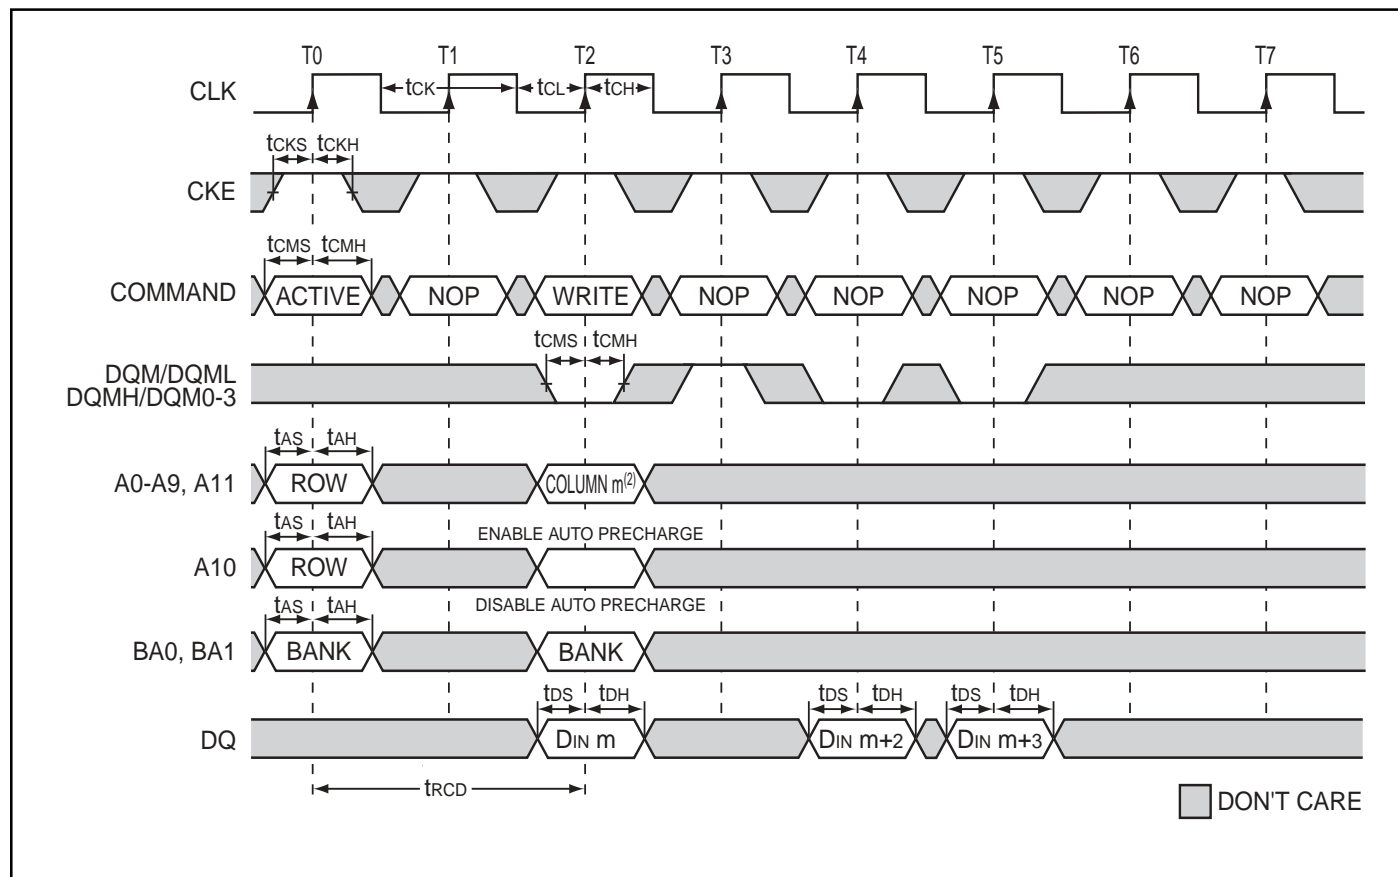 T0 T1 T2 T3 T4 T5 T6 T7
CLK tCK tCL tCH
tCKS tCKH
CKE
tCMS tCMH
COMMAND ACTIVE NOP WRITE NOP NOP NOP NOP NOP
tCMS tCMH
DQM/DQML
DQMH/DQM0-3
tAS tAH
A0-A9, A11 ROW COLUMN m(2)
tAS tAH ENABLE AUTO PRECHARGE
A10 ROW
tAS tAH DISABLE AUTO PRECHARGE
BA0, BA1 BANK BANK
tDS tDH tDS tDH tDS tDH
DQ DIN m DIN m+2 DIN m+3
tRCD
DON'T CARE